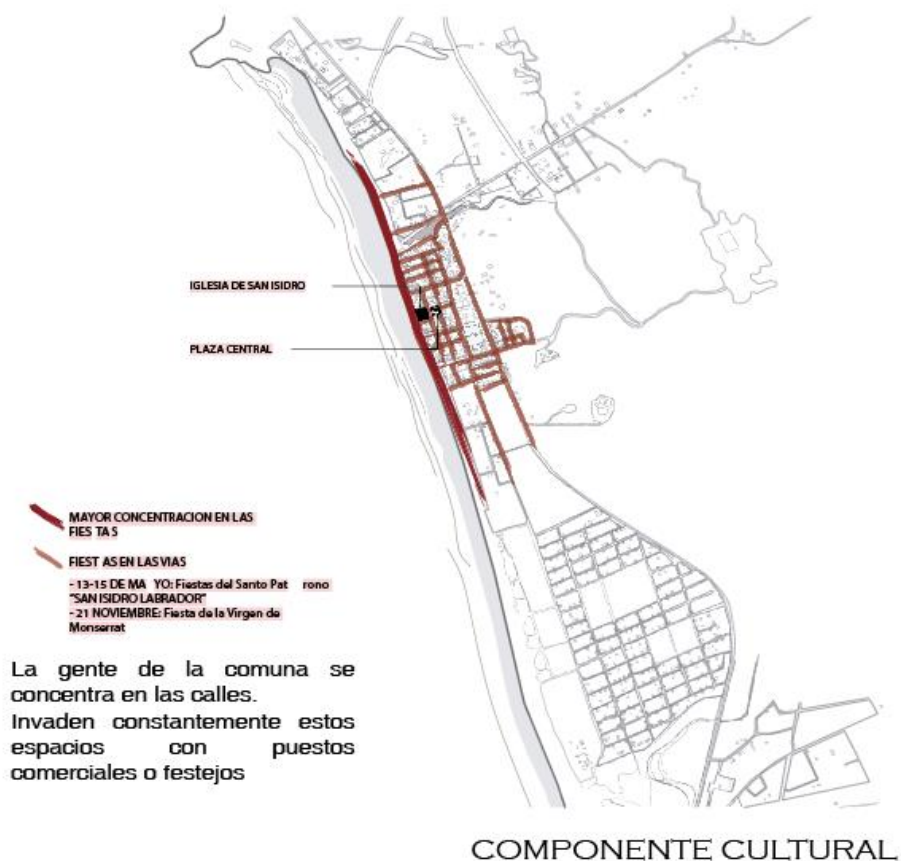 IGLESIA DE SAN ISIDRO
PLAZA CENTRAL
MAYOR CONCENTRACION EN LAS
FIES TA S
FIEST AS EN LAS VIAS
- 13-15 DE MA YO: Fiestas del Santo Pat rono
"SAN ISIDRO LABRADOR"
- 21 NOVIEMBRE: Fiesta de la Virgen de
Monserrat
La gente de la comuna se
concentra en las calles.
Invaden constantemente estos
espacios con puestos
comerciales o festejos
COMPONENTE CULTURAL